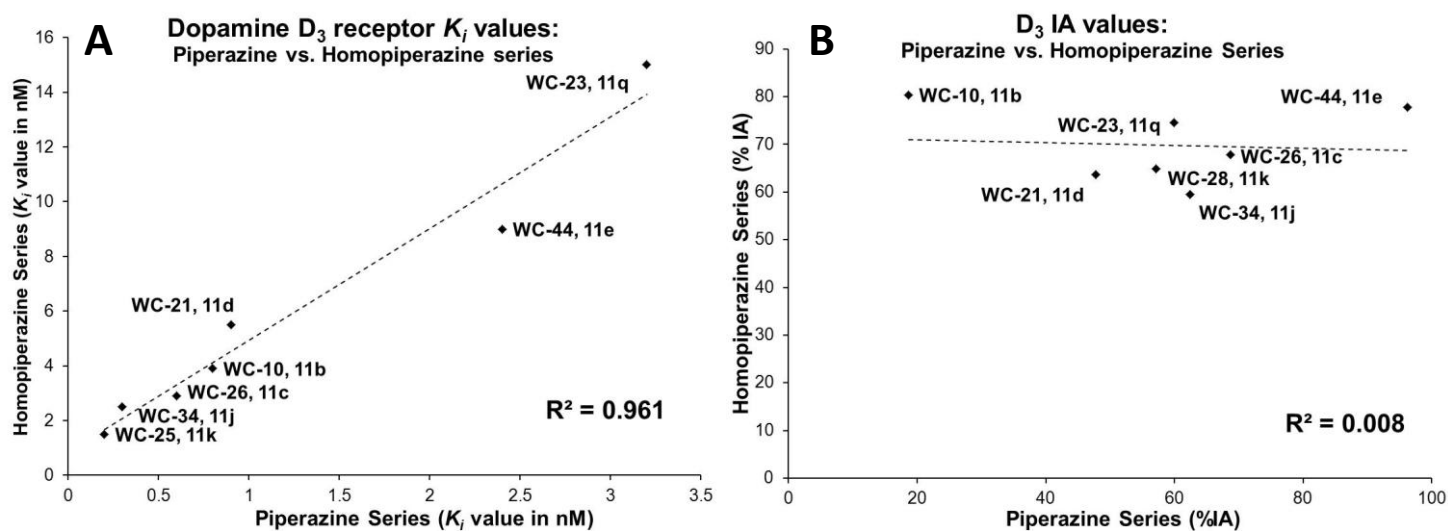 A
Dopamine D₃ receptor Kᵢ values:
Piperazine vs. Homopiperazine series
Homopiperazine Series (Kᵢ value in nM)
16
14
12
10
8
6
4
2
0
WC-23, 11q
WC-44, 11e
WC-21, 11d
WC-10, 11b
WC-26, 11c
WC-34, 11j
WC-25, 11k
R² = 0.961
0 0.5 1 1.5 2 2.5 3 3.5
Piperazine Series (Kᵢ value in nM)
B
D₃ IA values:
Piperazine vs. Homopiperazine Series
Homopiperazine Series (% IA)
90
80
70
60
50
40
30
20
10
0
WC-10, 11b
WC-44, 11e
WC-23, 11q
WC-26, 11c
WC-28, 11k
WC-21, 11d
WC-34, 11j
R² = 0.008
0 20 40 60 80 100
Piperazine Series (%IA)